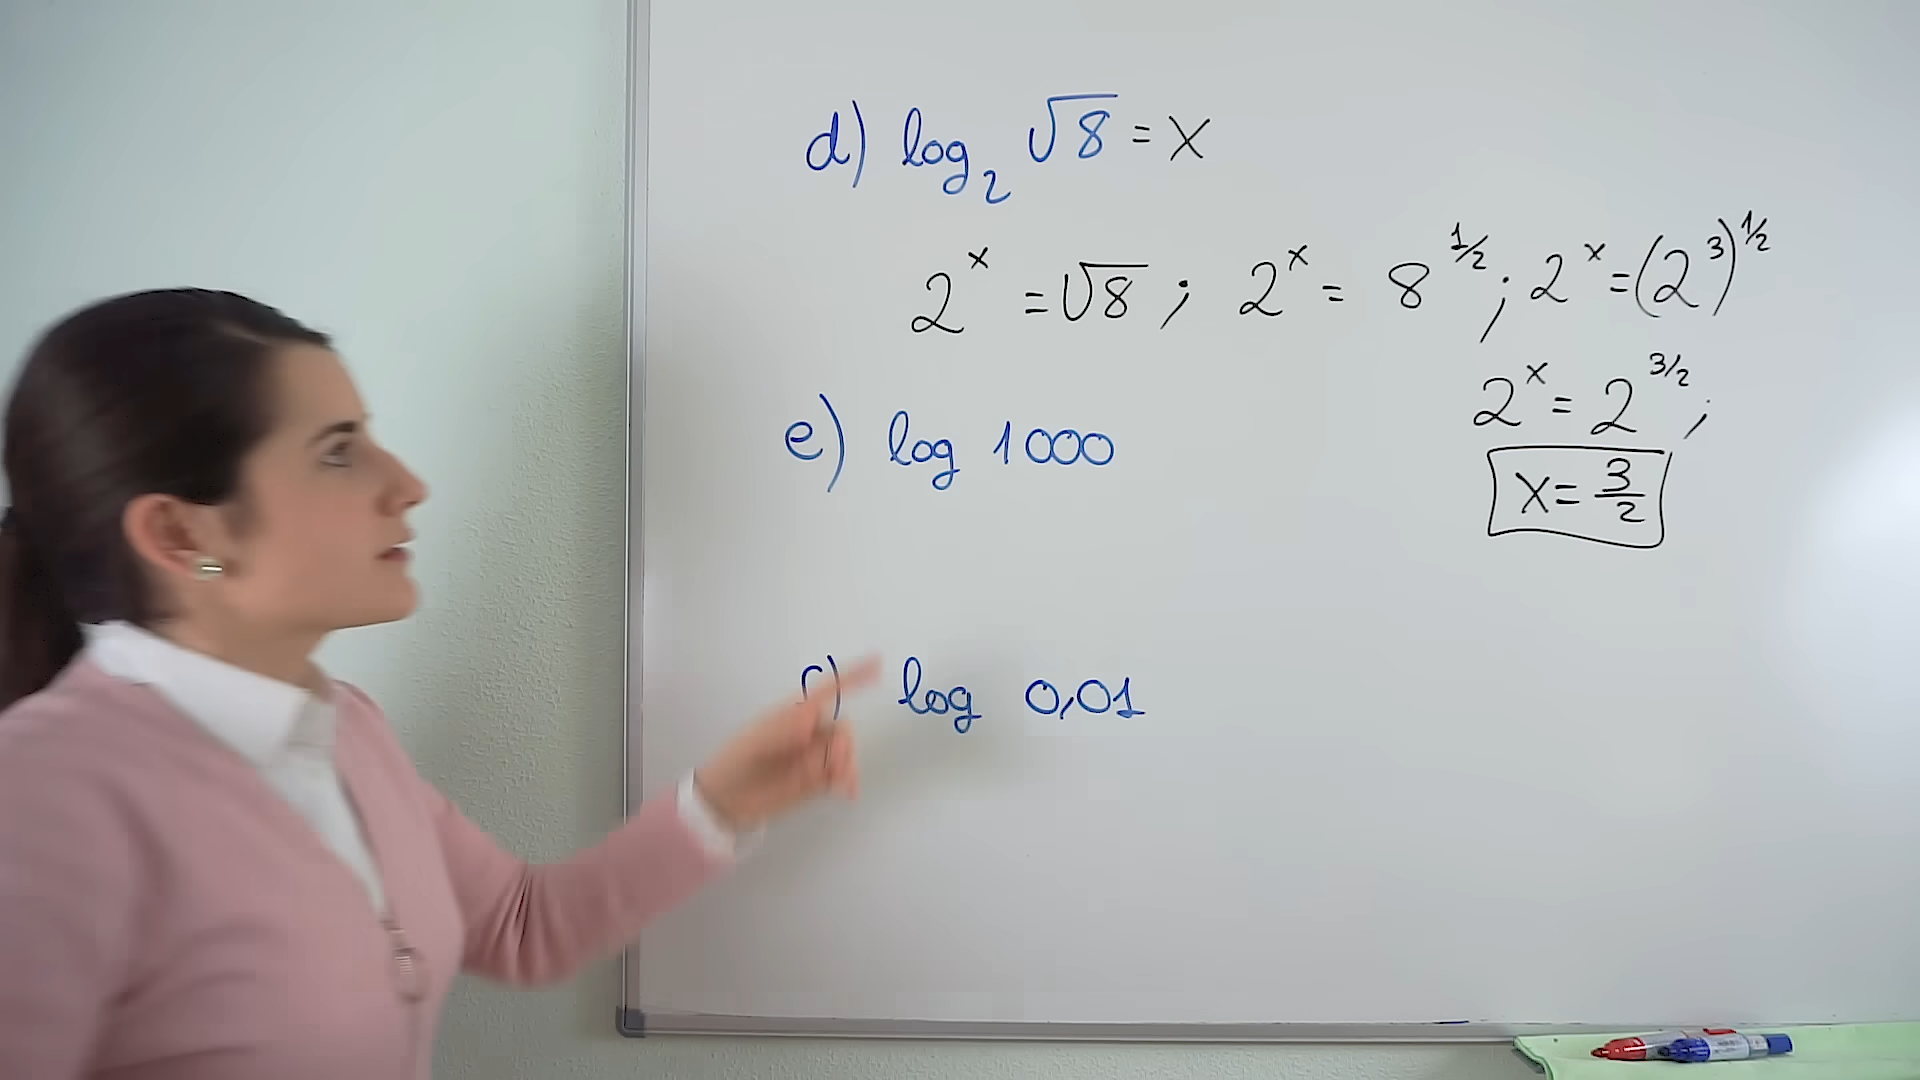 d) log₂ √8 = x
2ˣ = √8 ; 2ˣ = 8^1/2 ; 2ˣ = (2³)^1/2
2ˣ = 2^3/2 ;
e) log 1000
x = 3/2
f) log 0,01